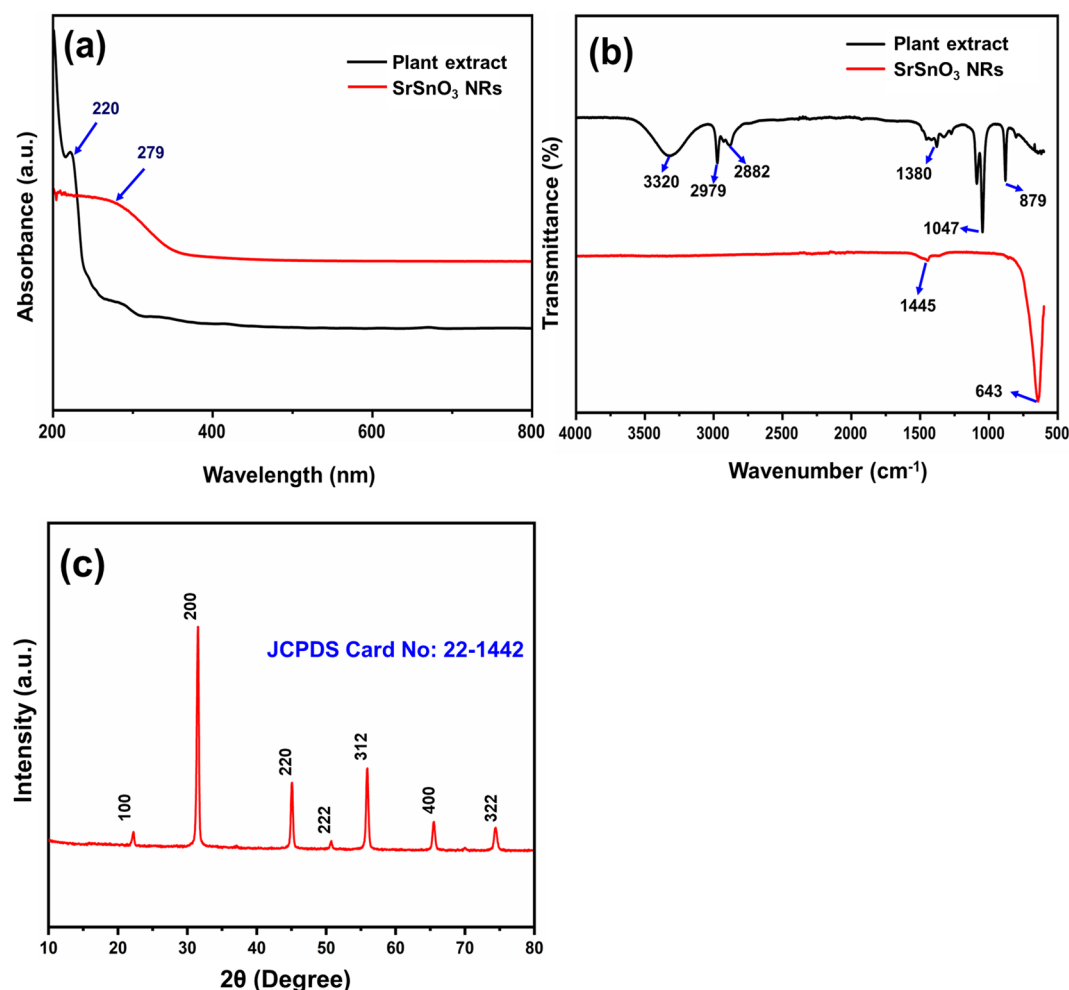 (a)
Plant extract
SrSnO₃ NRs
220
279
Absorbance (a.u.)
200
400
600
800
Wavelength (nm)
(b)
Plant extract
SrSnO₃ NRs
3320
2979
2882
1380
1047
879
1445
643
Transmittance (%)
4000
3500
3000
2500
2000
1500
1000
500
Wavenumber (cm⁻¹)
(c)
JCPDS Card No: 22-1442
100
200
220
222
312
400
322
Intensity (a.u.)
10
20
30
40
50
60
70
80
2θ (Degree)